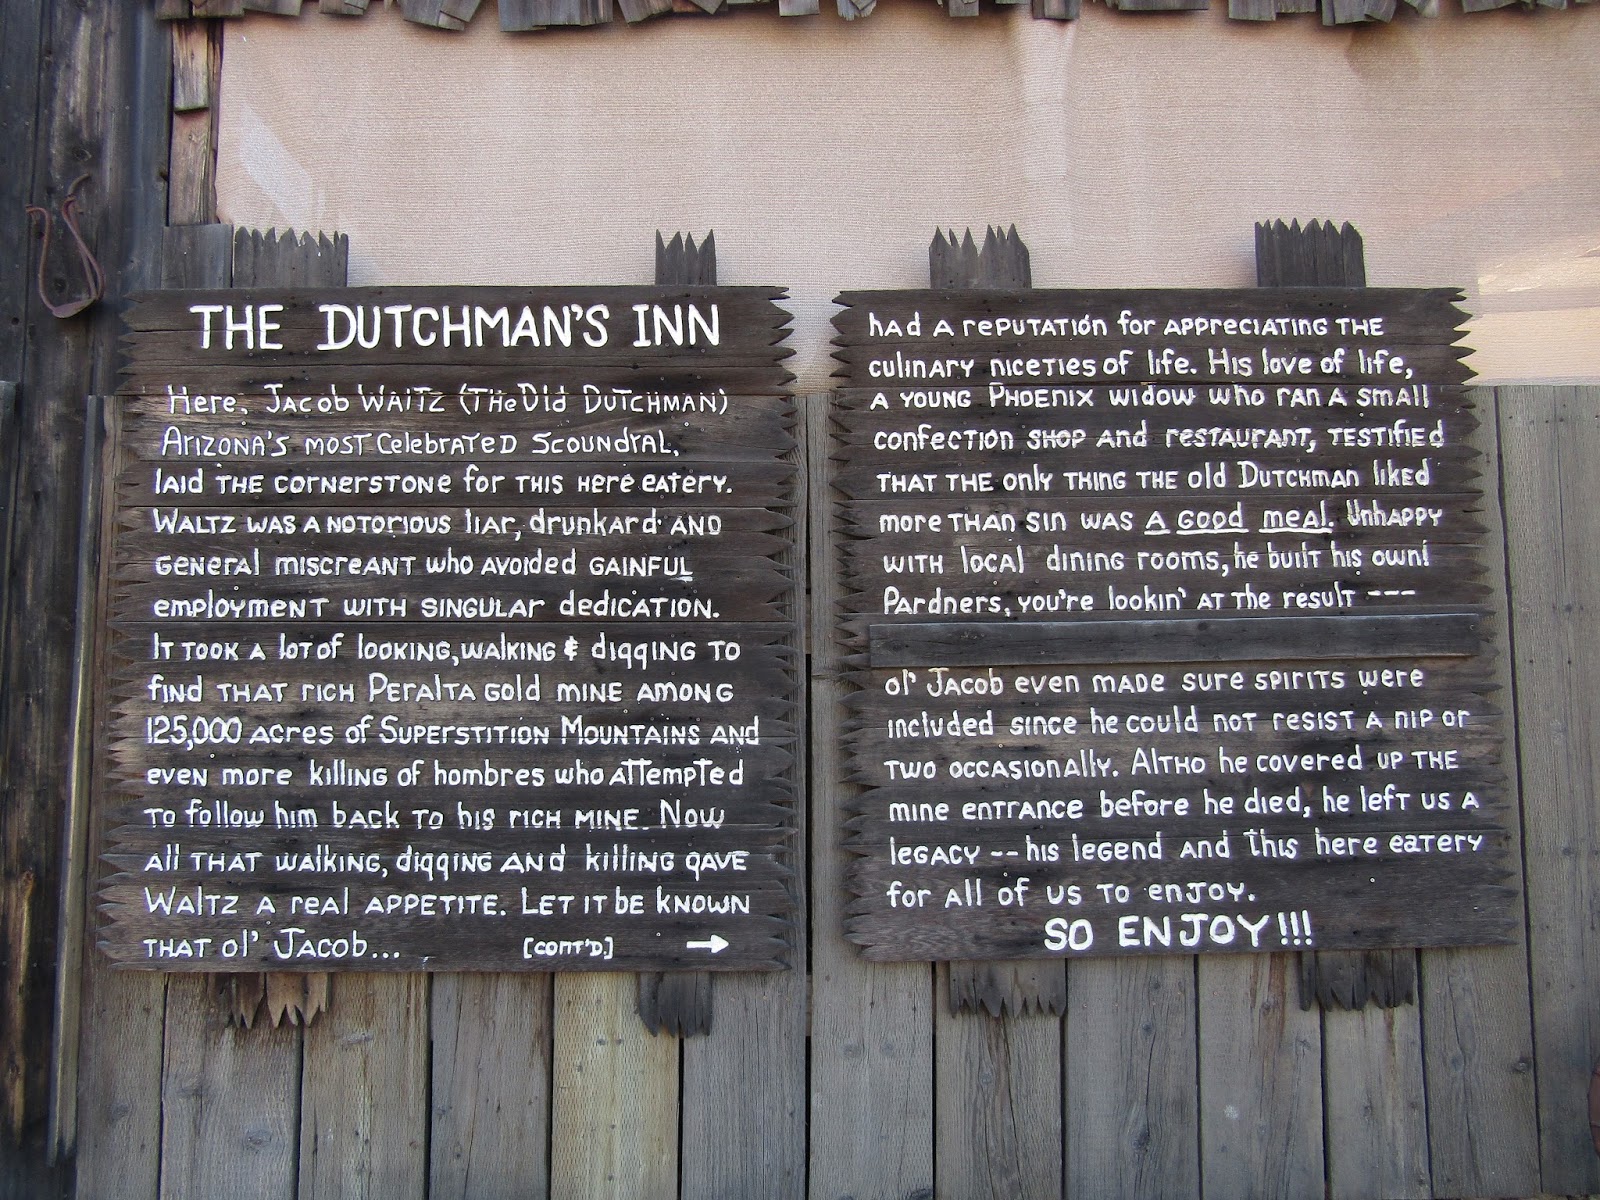 THE DUTCHMAN'S INN
Here, Jacob Waltz (The Old Dutchman)
Arizona's most celebrated scoundral,
laid the cornerstone for this here eatery.
Waltz was a notorious liar, drunkard and
general miscreant who avoided gainful
employment with singular dedication.
It took a lot of looking, walking & digging to
find that rich Peralta gold mine among
125,000 acres of Superstition Mountains and
even more killing of hombres who attempted
to follow him back to his rich mine. Now
all that walking, digging and killing gave
Waltz a real appetite. Let it be known
that ol' Jacob... [cont'd.] →
had a reputation for appreciating the
culinary niceties of life. His love of life,
a young Phoenix widow who ran a small
confection shop and restaurant, testified
that the only thing the old Dutchman liked
more than sin was a good meal. Unhappy
with local dining rooms, he built his own!
Pardners, you're lookin' at the result ---
ol' Jacob even made sure spirits were
included since he could not resist a nip or
two occasionally. Altho he covered up the
mine entrance before he died, he left us a
legacy -- his legend and this here eatery
for all of us to enjoy.
SO ENJOY!!!